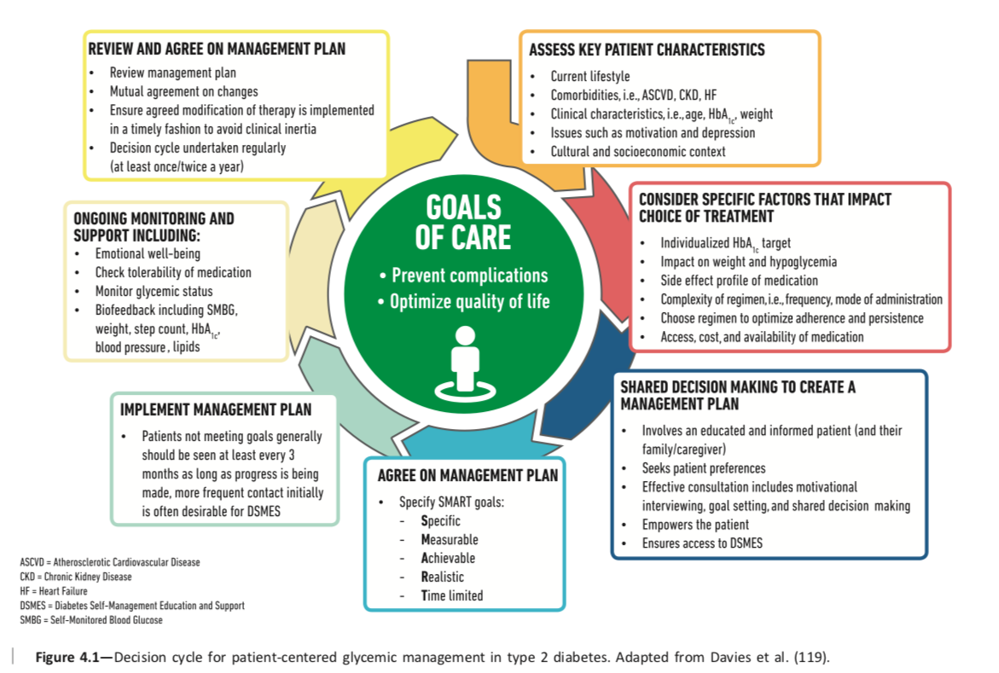 REVIEW AND AGREE ON MANAGEMENT PLAN
• Review management plan
• Mutual agreement on changes
• Ensure agreed modification of therapy is implemented
in a timely fashion to avoid clinical inertia
• Decision cycle undertaken regularly
(at least once/twice a year)
ASSESS KEY PATIENT CHARACTERISTICS
• Current lifestyle
• Comorbidities, i.e., ASCVD, CKD, HF
• Clinical characteristics, i.e., age, HbA1c, weight
• Issues such as motivation and depression
• Cultural and socioeconomic context
CONSIDER SPECIFIC FACTORS THAT IMPACT
CHOICE OF TREATMENT
• Individualized HbA1c target
• Impact on weight and hypoglycemia
• Side effect profile of medication
• Complexity of regimen, i.e., frequency, mode of administration
• Choose regimen to optimize adherence and persistence
• Access, cost, and availability of medication
SHARED DECISION MAKING TO CREATE A
MANAGEMENT PLAN
• Involves an educated and informed patient (and their
family/caregiver)
• Seeks patient preferences
• Effective consultation includes motivational
interviewing, goal setting, and shared decision making
• Empowers the patient
• Ensures access to DSMES
AGREE ON MANAGEMENT PLAN
• Specify SMART goals:
- Specific
- Measurable
- Achievable
- Realistic
- Time limited
IMPLEMENT MANAGEMENT PLAN
• Patients not meeting goals generally
should be seen at least every 3
months as long as progress is being
made, more frequent contact initially
is often desirable for DSMES
ONGOING MONITORING AND
SUPPORT INCLUDING:
• Emotional well-being
• Check tolerability of medication
• Monitor glycemic status
• Biofeedback including SMBG,
weight, step count, HbA1c,
blood pressure, lipids
GOALS
OF CARE
• Prevent complications
• Optimize quality of life
ASCVD = Atherosclerotic Cardiovascular Disease
CKD = Chronic Kidney Disease
HF = Heart Failure
DSMES = Diabetes Self-Management Education and Support
SMBG = Self-Monitored Blood Glucose
Figure 4.1—Decision cycle for patient-centered glycemic management in type 2 diabetes. Adapted from Davies et al. (119).